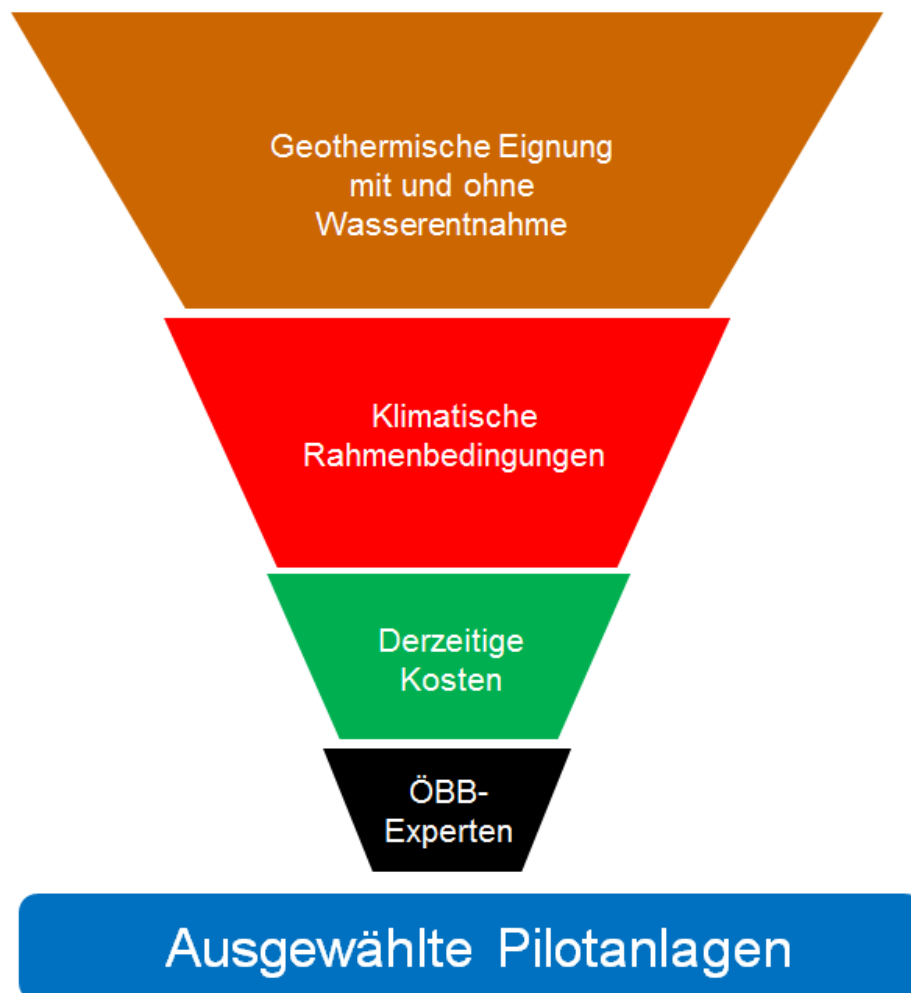 Geothermische Eignung
mit und ohne
Wasserentnahme
Klimatische
Rahmenbedingungen
Derzeitige
Kosten
ÖBB-
Experten
Ausgewählte Pilotanlagen